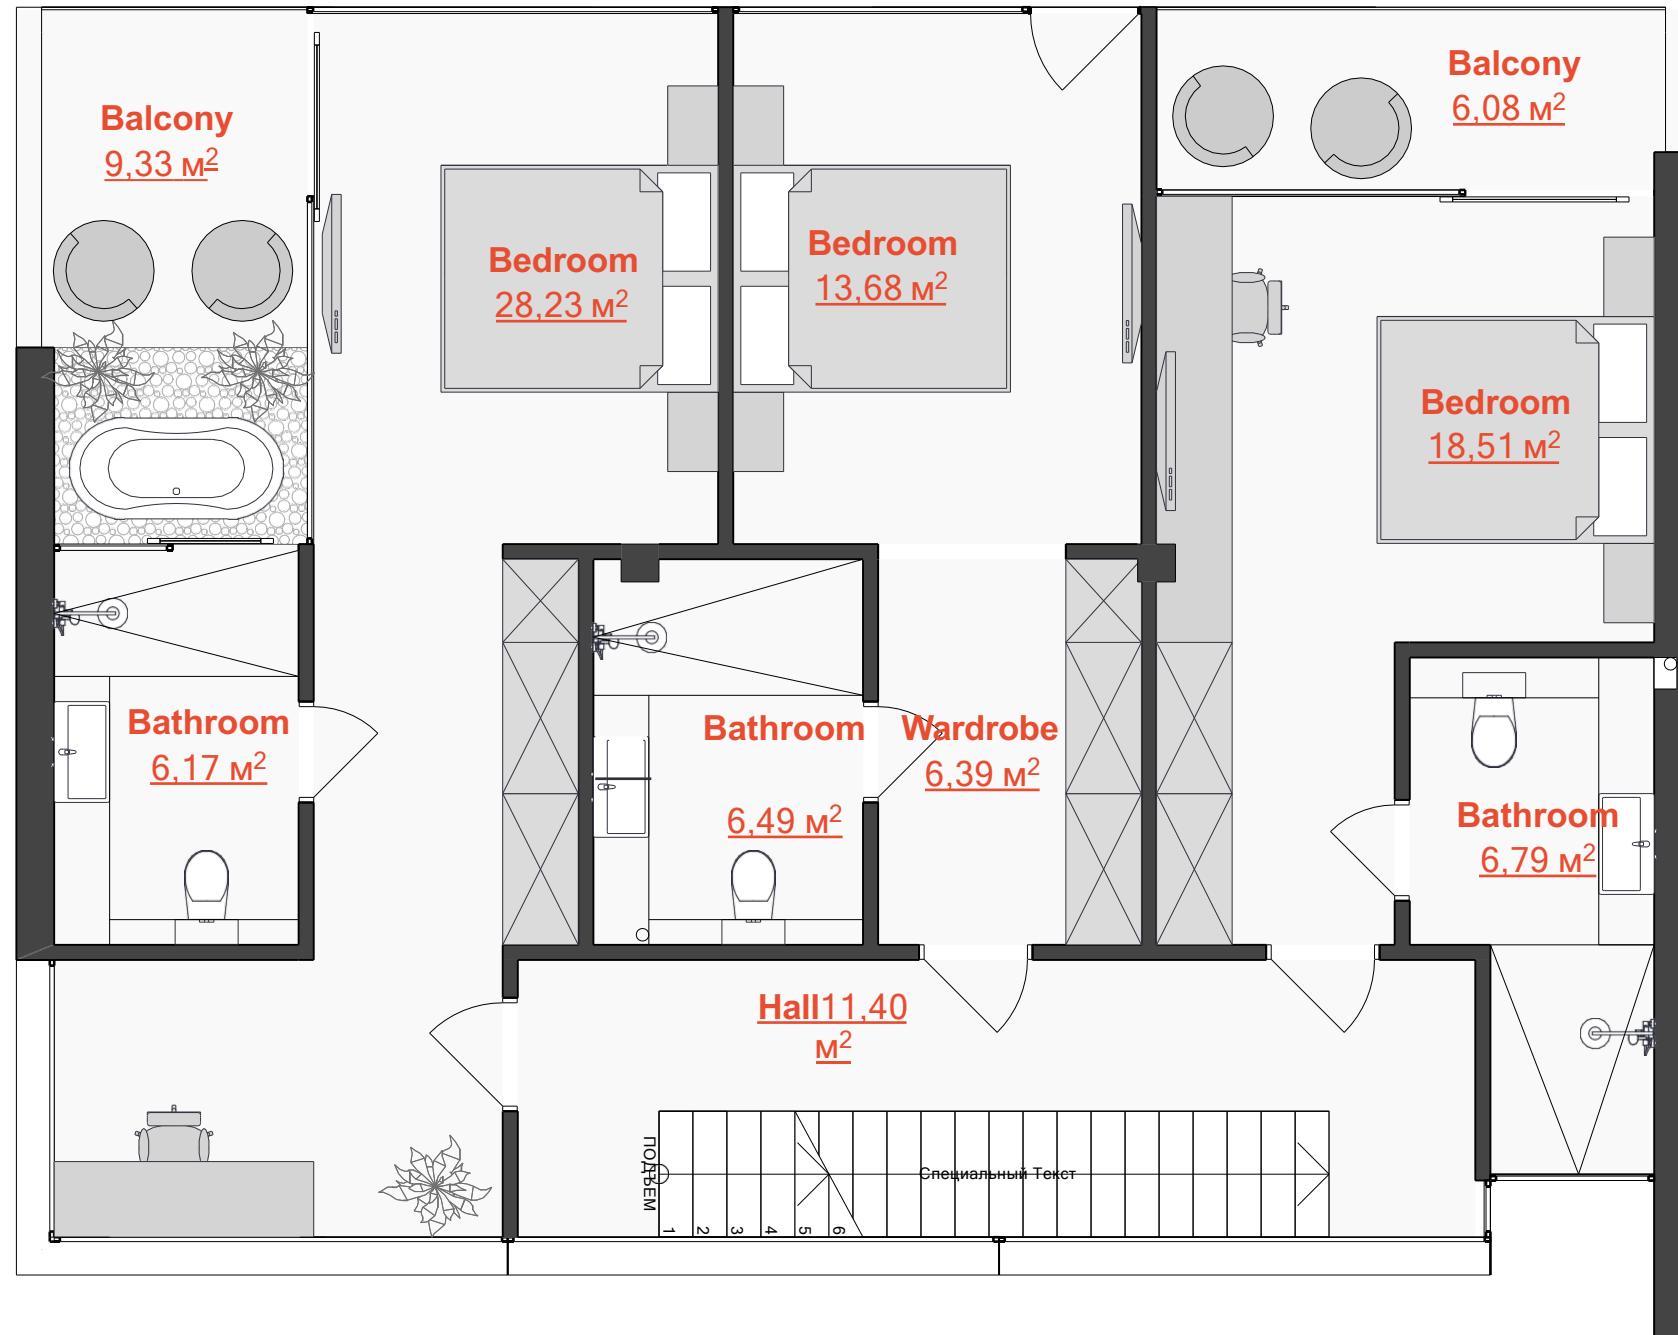 Balcony
9,33 м²
Balcony
6,08 м²
Bedroom
28,23 м²
Bedroom
13,68 м²
Bedroom
18,51 м²
Bathroom
6,17 м²
Bathroom
6,49 м²
Wardrobe
6,39 м²
Bathroom
6,79 м²
Hall11,40
м²
ПОДЪЕМ
Специальный Текст
1 2 3 4 5 6